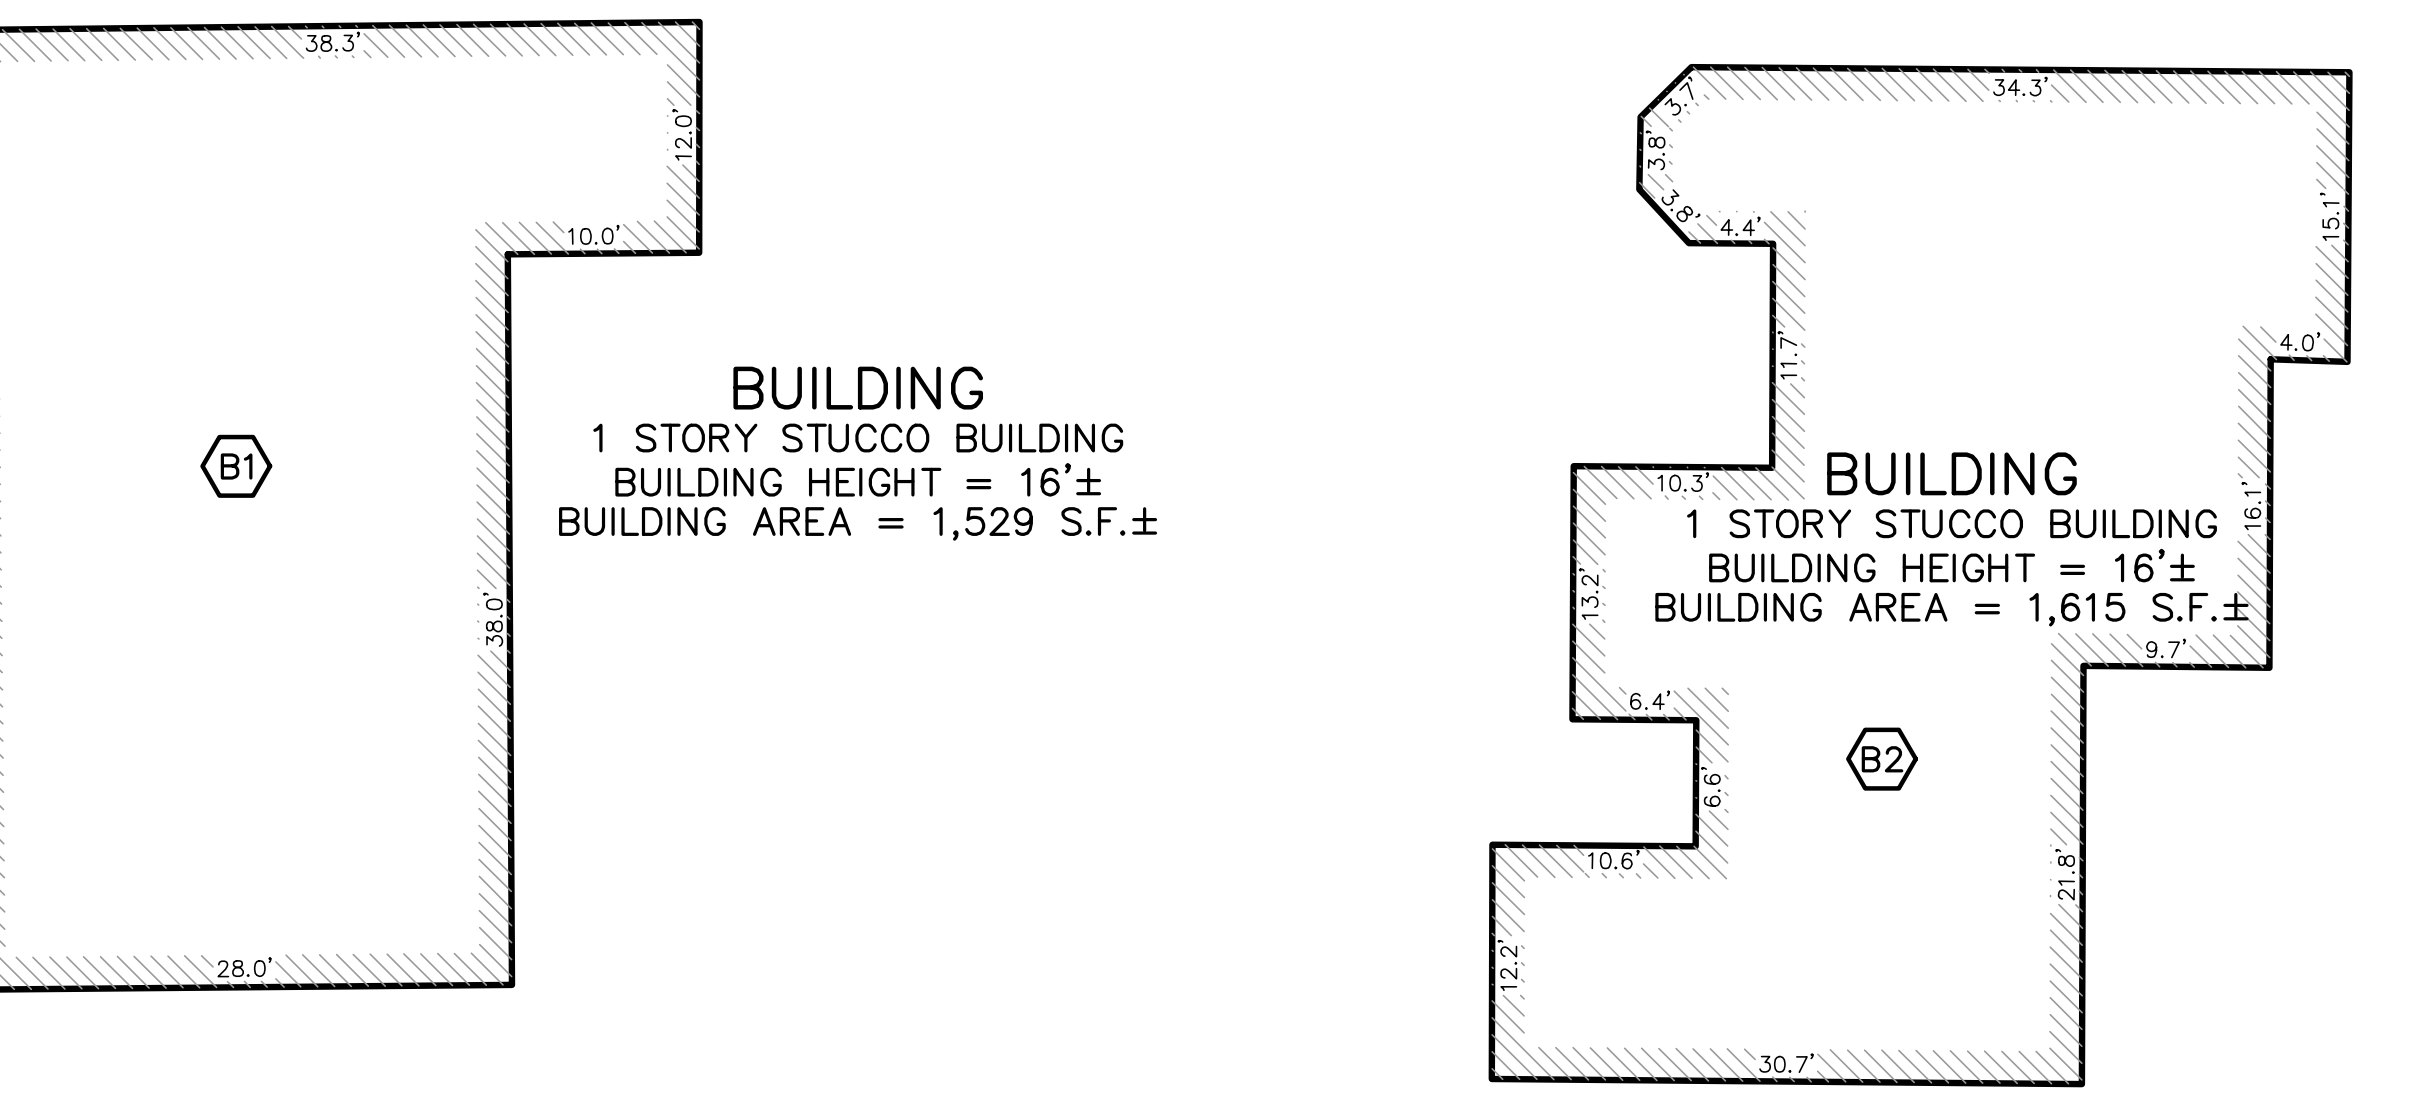 38.3'
12.0'
10.0'
B1
38.0'
28.0'
BUILDING
1 STORY STUCCO BUILDING
BUILDING HEIGHT = 16'±
BUILDING AREA = 1,529 S.F.±
34.3'
3.7'
3.8'
3.8'
4.4'
15.1'
4.0'
11.7'
10.3'
BUILDING
1 STORY STUCCO BUILDING
BUILDING HEIGHT = 16'±
BUILDING AREA = 1,615 S.F.±
16.1'
13.2'
9.7'
6.4'
6.6'
B2
10.6'
21.8'
12.2'
30.7'